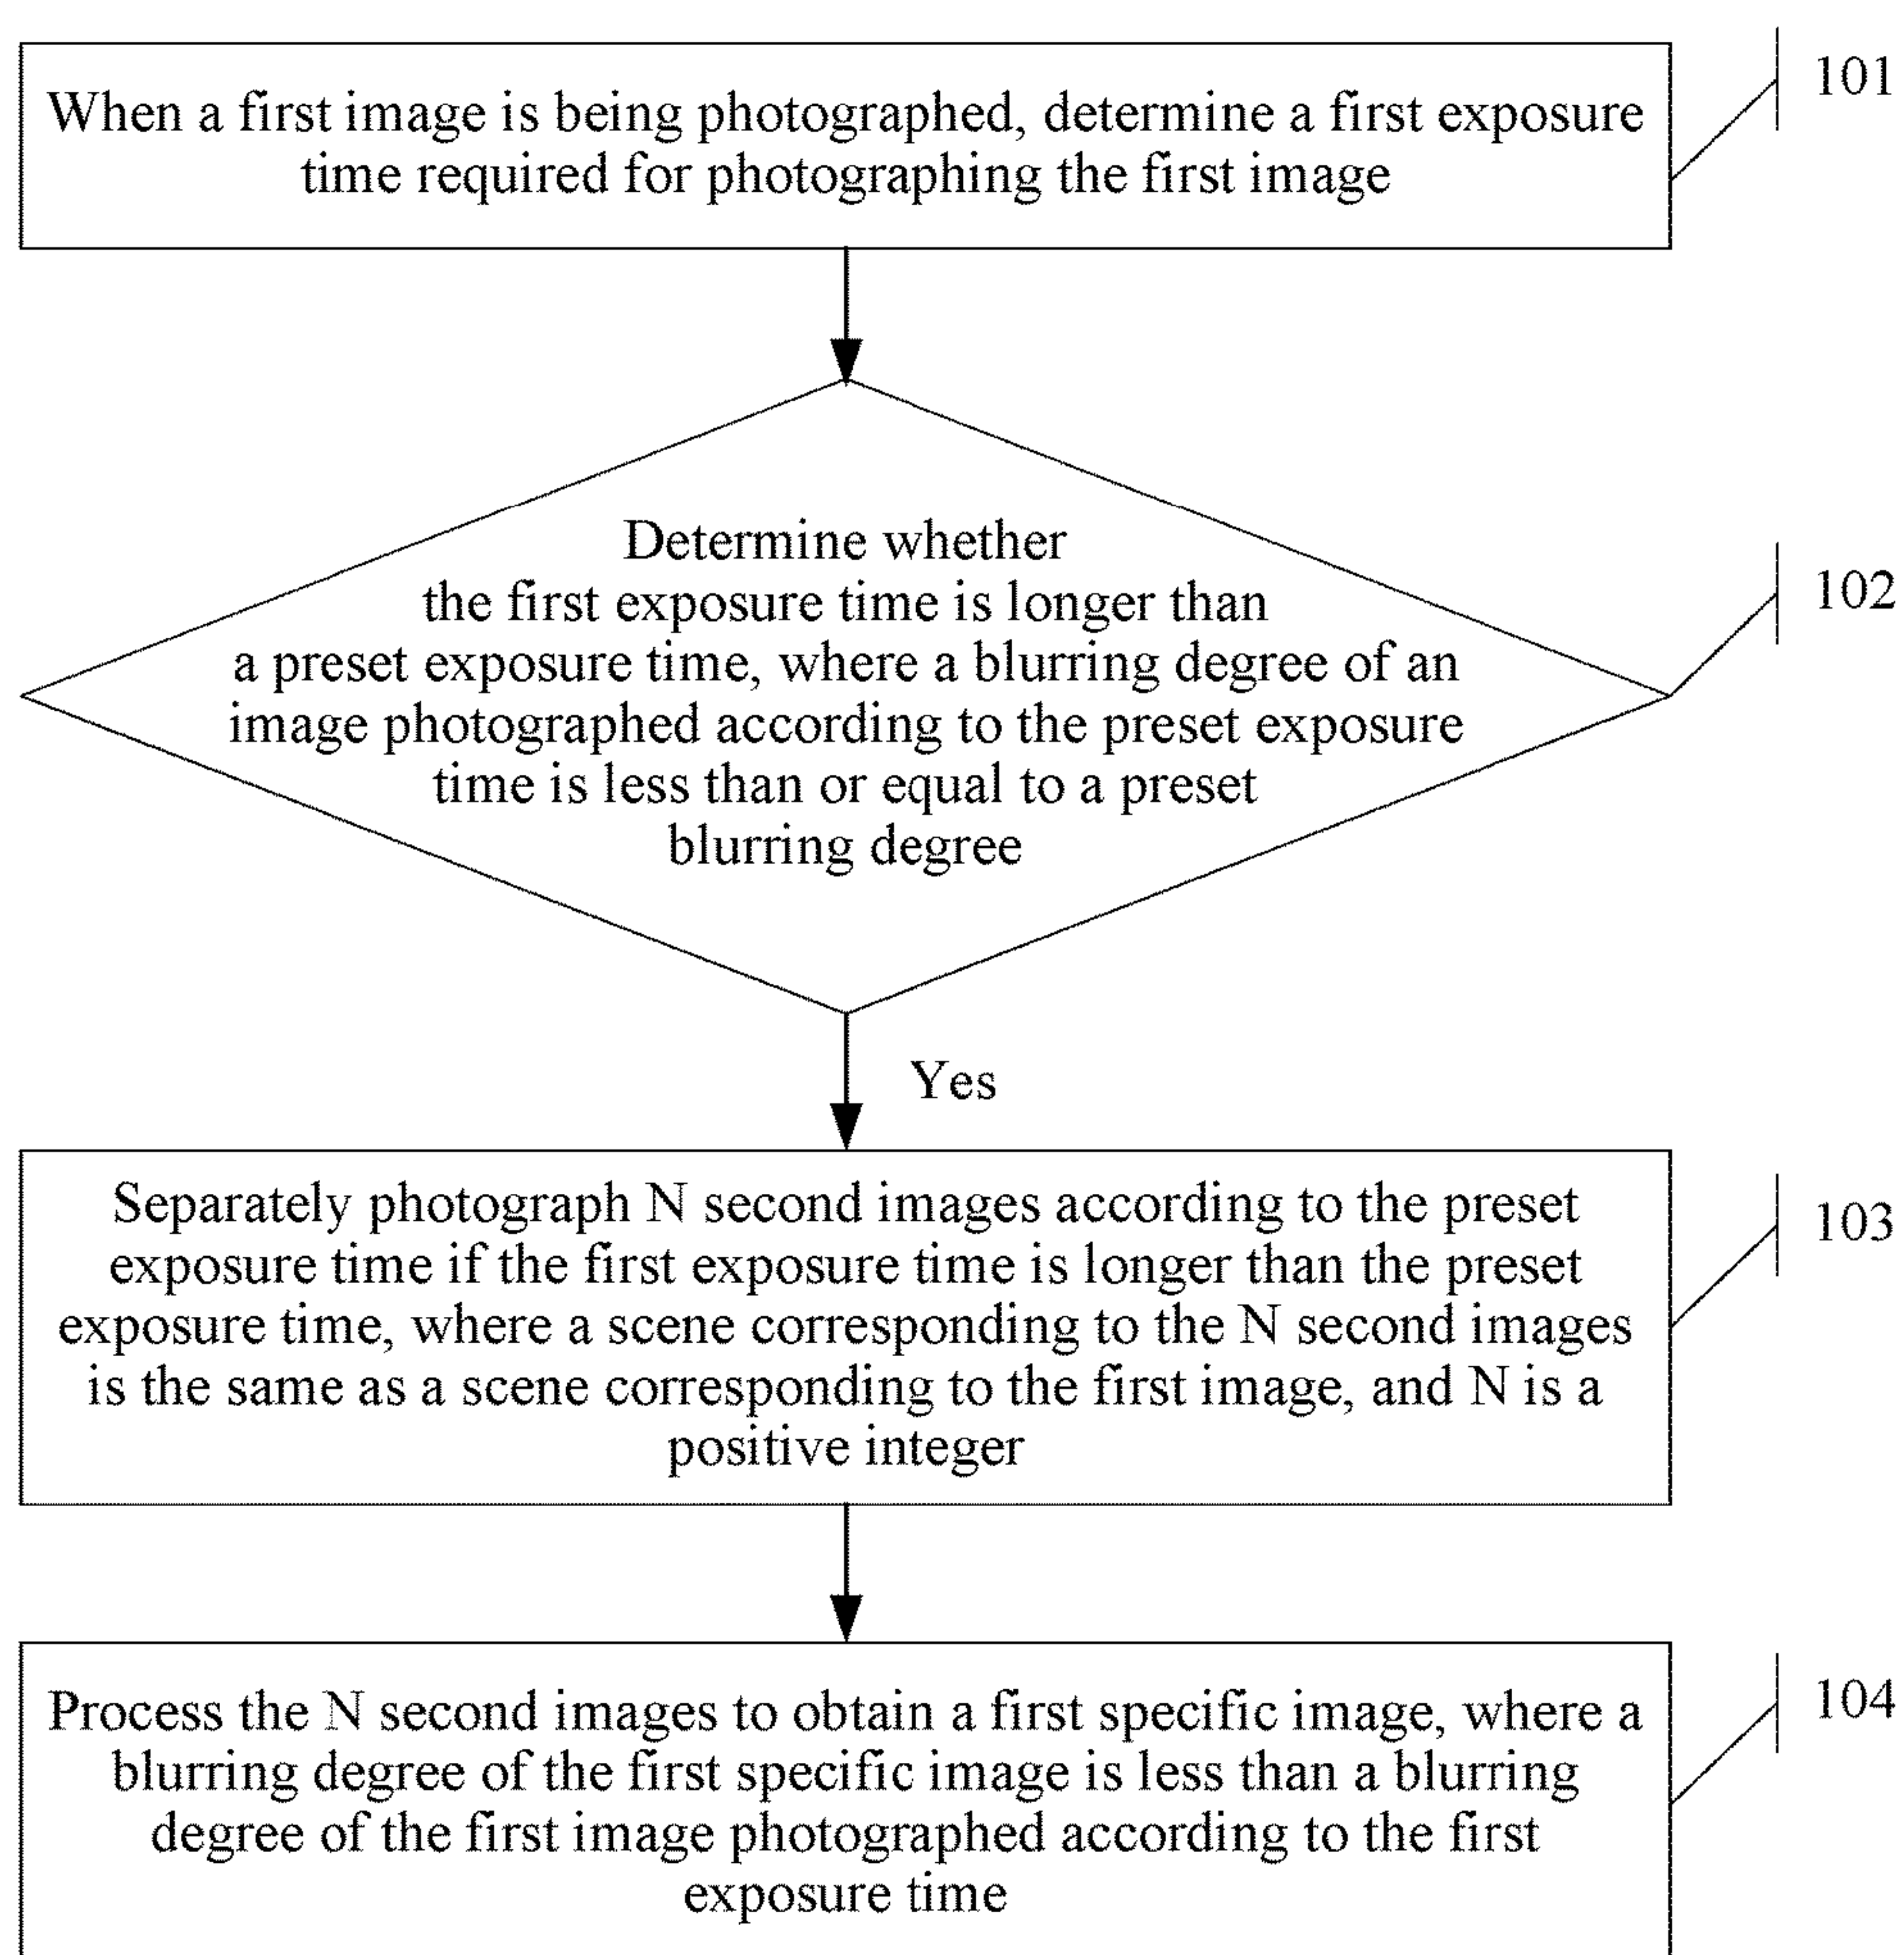 When a first image is being photographed, determine a first exposure
time required for photographing the first image
101
Determine whether
the first exposure time is longer than
a preset exposure time, where a blurring degree of an
image photographed according to the preset exposure
time is less than or equal to a preset
blurring degree
102
Yes
Separately photograph N second images according to the preset
exposure time if the first exposure time is longer than the preset
exposure time, where a scene corresponding to the N second images
is the same as a scene corresponding to the first image, and N is a
positive integer
103
Process the N second images to obtain a first specific image, where a
blurring degree of the first specific image is less than a blurring
degree of the first image photographed according to the first
exposure time
104